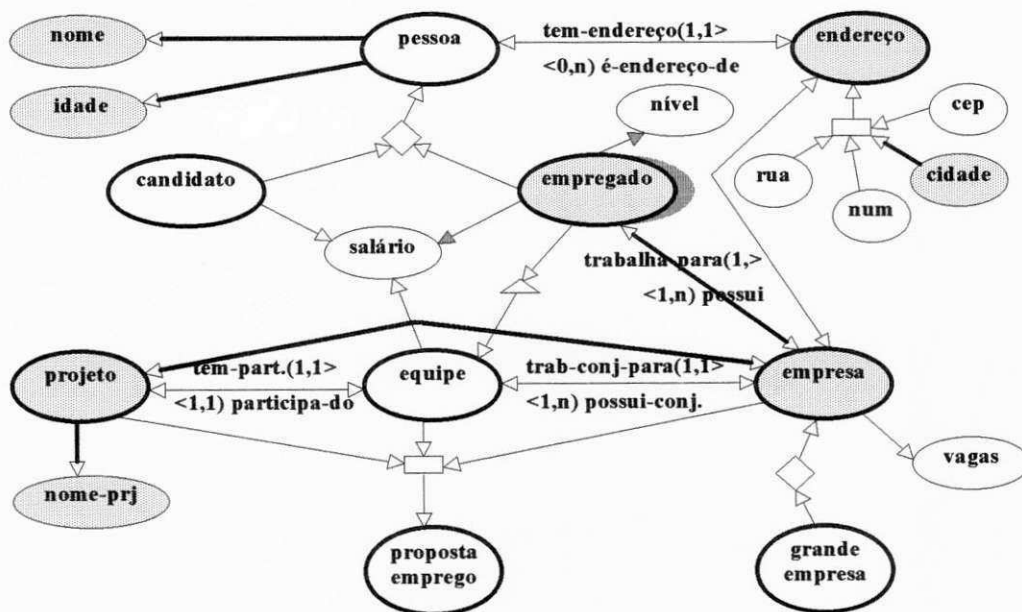 nome
pessoa
tem-endereço(1,1>
endereço
<0,n) é-endereço-de
idade
nível
cep
candidato
empregado
rua
cidade
num
salário
trabalha-para(1,>
<1,n) possui
projeto
tem-part.(1,1>
equipe
trab-conj-para(1,1>
empresa
<1,1) participa-do
<1,n) possui-conj.
vagas
nome-prj
proposta
emprego
grande
empresa